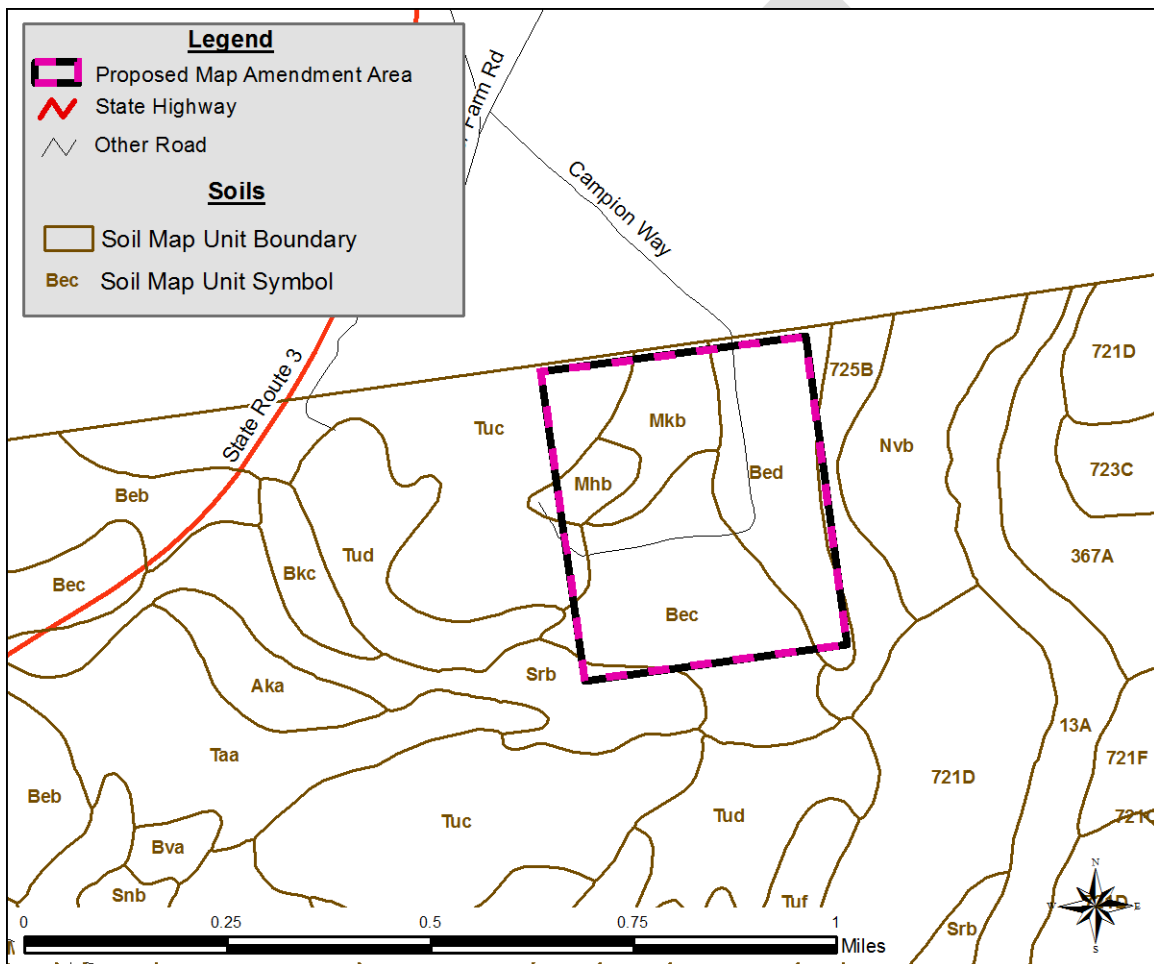 Legend
Proposed Map Amendment Area
State Highway
Other Road
Soils
Soil Map Unit Boundary
Bec Soil Map Unit Symbol
Farm Rd
Campion Way
State Route 3
721D
725B
Tuc
Mkb
Nvb
Beb
Mhb
Bed
723C
Tud
Bec
Bkc
367A
Bec
Srb
Aka
13A
Taa
721F
721D
Beb
Tuc
Tud
721C
Bva
Snb
Tuf
Srb
N
W
E
S
0 0.25 0.5 0.75 1
Miles